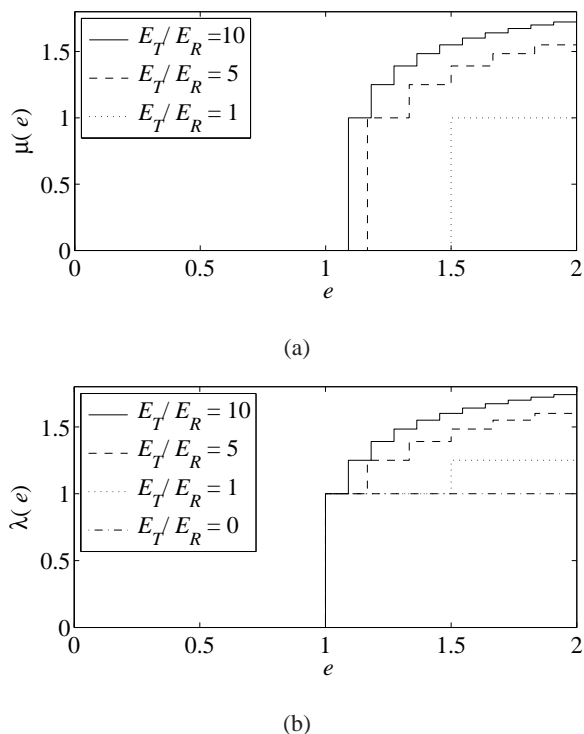 1.5
1
0.5
0
μ(e)
E_T/E_R=10
E_T/E_R=5
E_T/E_R=1
0 0.5 1 1.5 2
e
(a)
1.5
1
0.5
0
λ(e)
E_T/E_R=10
E_T/E_R=5
E_T/E_R=1
E_T/E_R=0
0 0.5 1 1.5 2
e
(b)